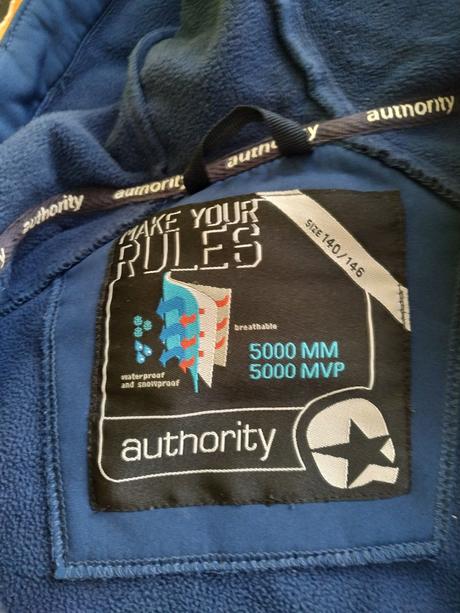 authority
authority
authority
authority
MAKE YOUR
RULES
SIZE 140/146
breathable
waterproof
and snowproof
5000 MM
5000 MVP
authority